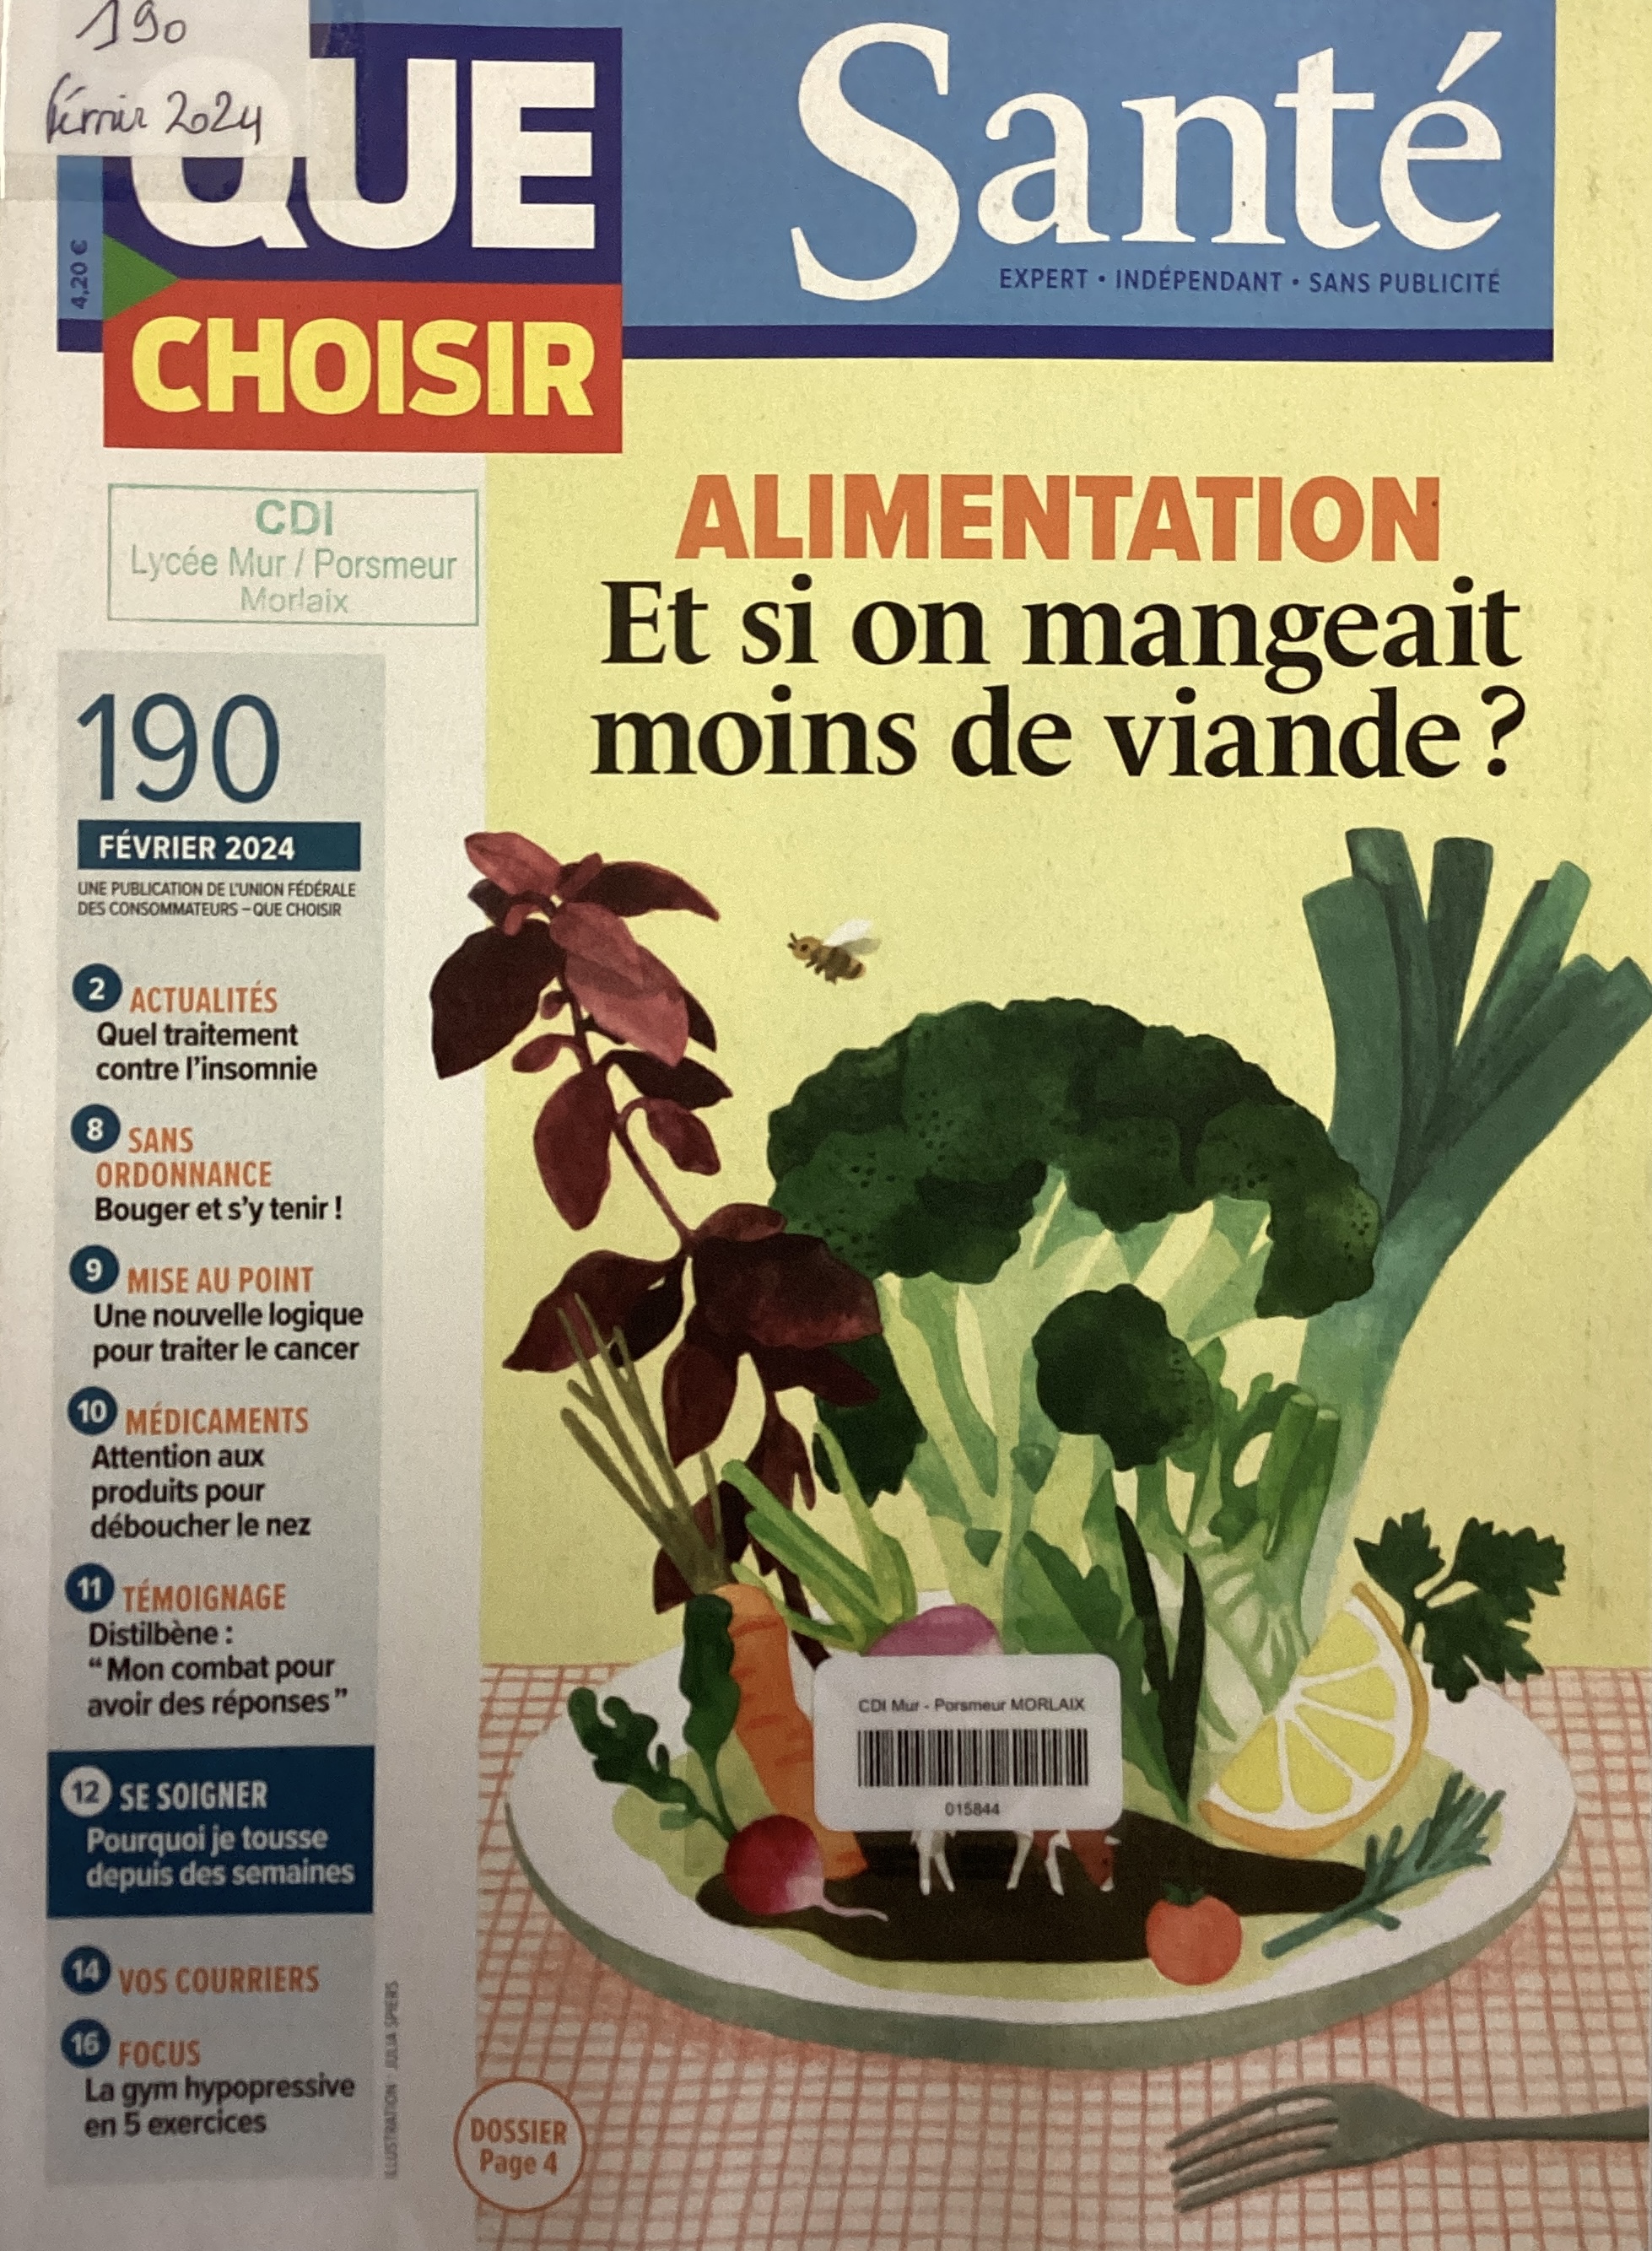 190
février 2024
QUE
CHOISIR
4,20 €
Santé
EXPERT • INDÉPENDANT • SANS PUBLICITÉ
CDI
Lycée Mur / Porsmeur
Morlaix
ALIMENTATION
Et si on mangeait
moins de viande ?
190
FÉVRIER 2024
UNE PUBLICATION DE L'UNION FÉDÉRALE
DES CONSOMMATEURS – QUE CHOISIR
2 ACTUALITÉS
Quel traitement
contre l'insomnie
8 SANS
ORDONNANCE
Bouger et s'y tenir !
9 MISE AU POINT
Une nouvelle logique
pour traiter le cancer
10 MÉDICAMENTS
Attention aux
produits pour
déboucher le nez
11 TÉMOIGNAGE
Distilbène :
“Mon combat pour
avoir des réponses”
12 SE SOIGNER
Pourquoi je tousse
depuis des semaines
14 VOS COURRIERS
16 FOCUS
La gym hypopressive
en 5 exercices
ILLUSTRATION : JULIA SPIERS
CDI Mur - Porsmeur MORLAIX
015844
DOSSIER
Page 4